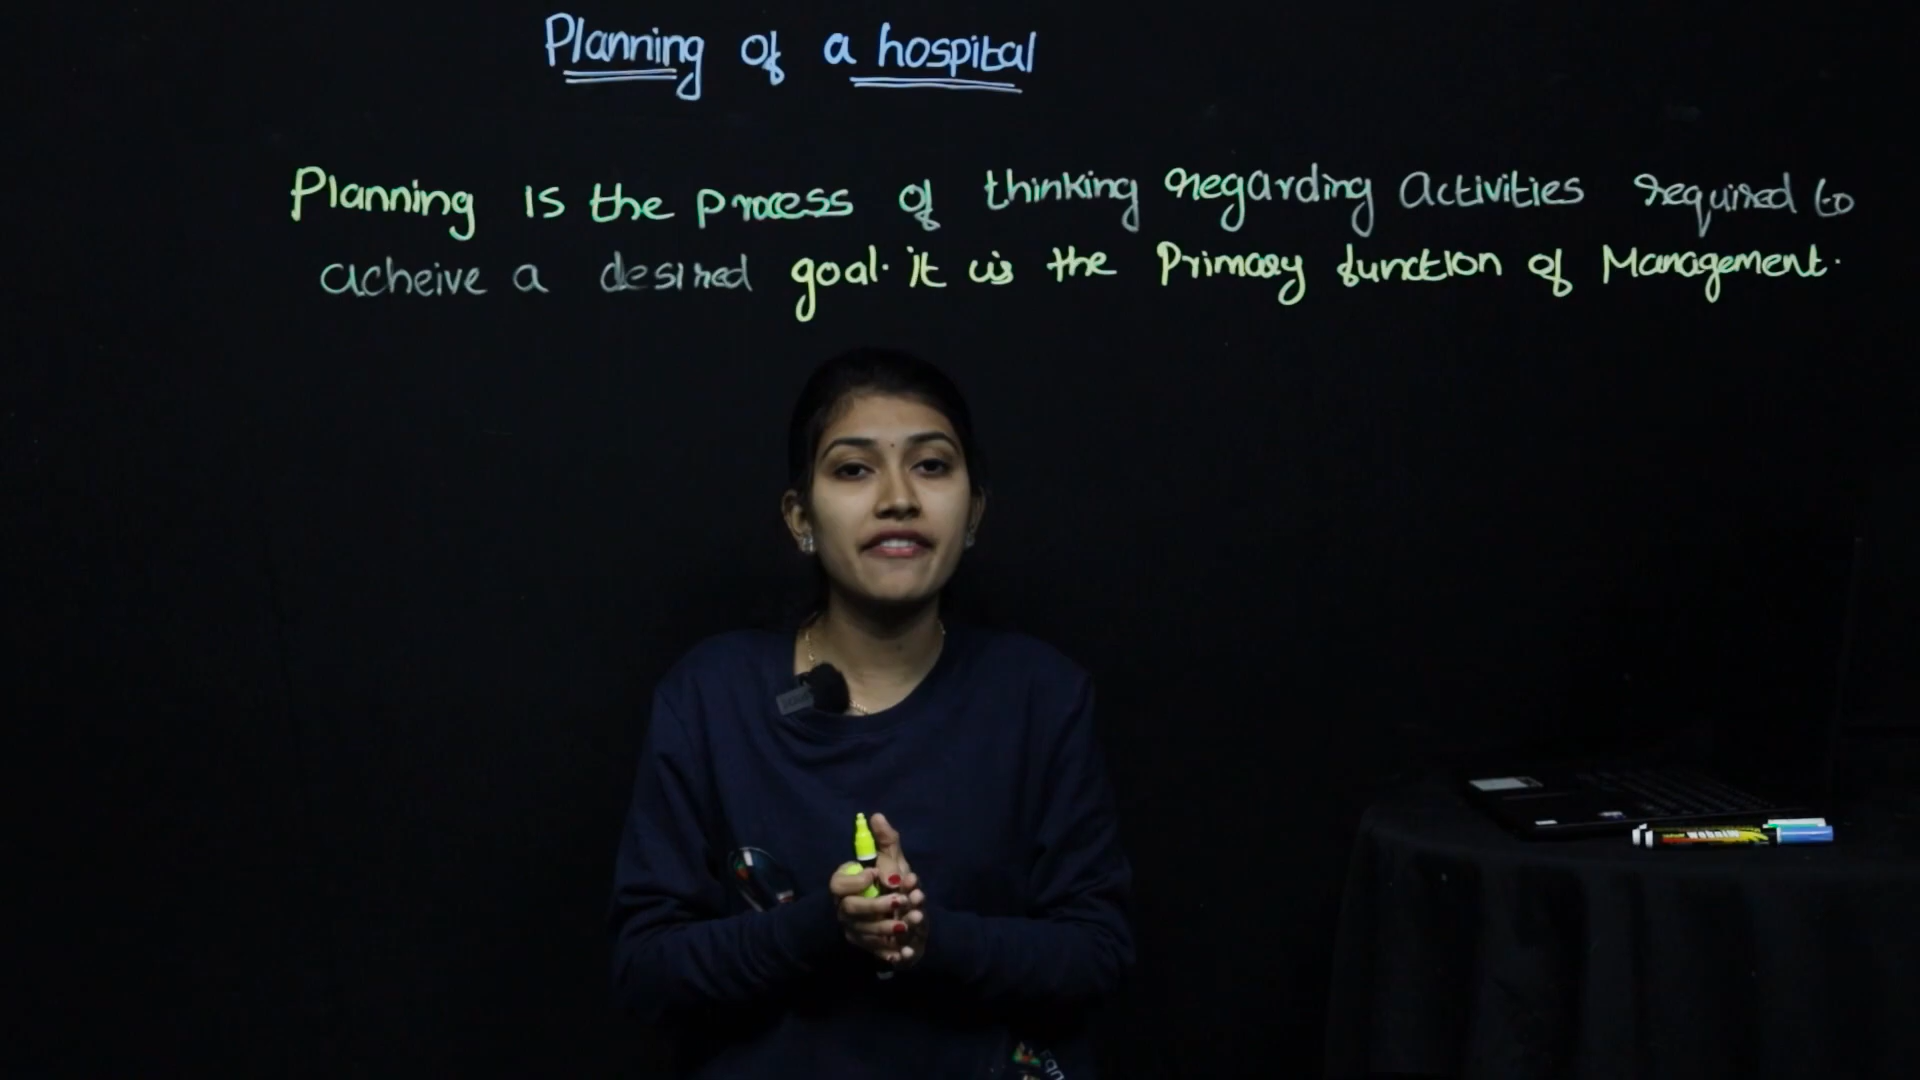 Planning of a hospital
Planning is the process of thinking regarding activities required to
acheive a desired goal. it is the Primary function of Management.